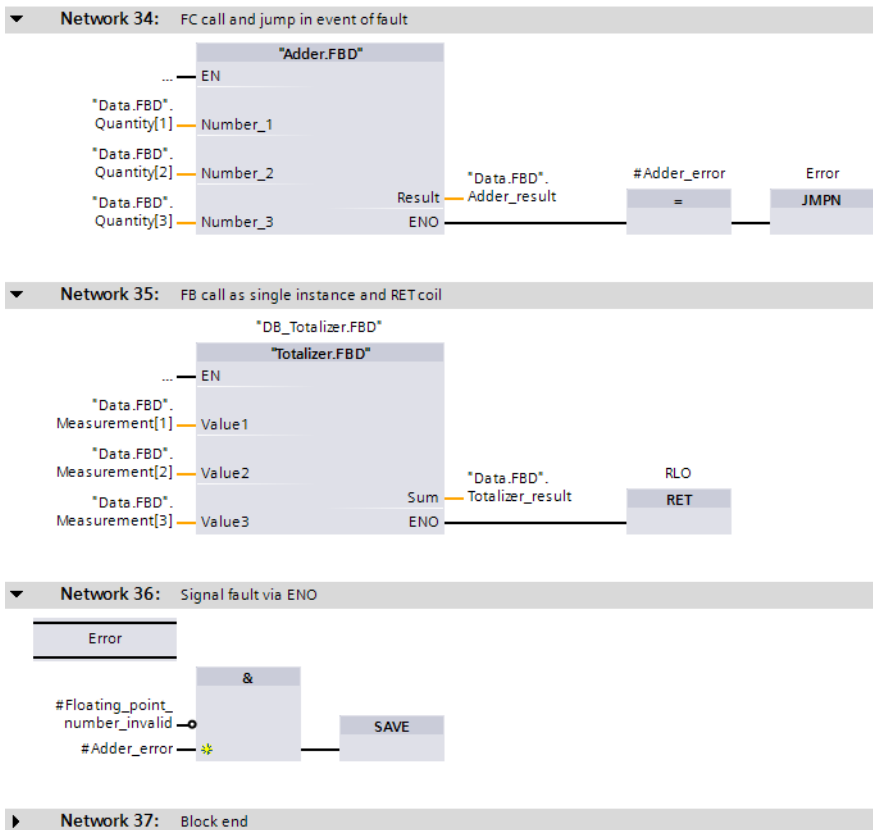 Network 34: FC call and jump in event of fault
"Adder.FBD"
... EN
"Data.FBD".
Quantity[1] Number_1
"Data.FBD".
Quantity[2] Number_2
"Data.FBD".
Quantity[3] Number_3
Result "Data.FBD".
Adder_result
ENO
#Adder_error
=
Error
JMPN
Network 35: FB call as single instance and RET coil
"DB_Totalizer.FBD"
"Totalizer.FBD"
... EN
"Data.FBD".
Measurement[1] Value1
"Data.FBD".
Measurement[2] Value2
"Data.FBD".
Measurement[3] Value3
Sum "Data.FBD".
Totalizer_result
ENO
RLO
RET
Network 36: Signal fault via ENO
Error
&
#Floating_point_
number_invalid
#Adder_error
SAVE
Network 37: Block end